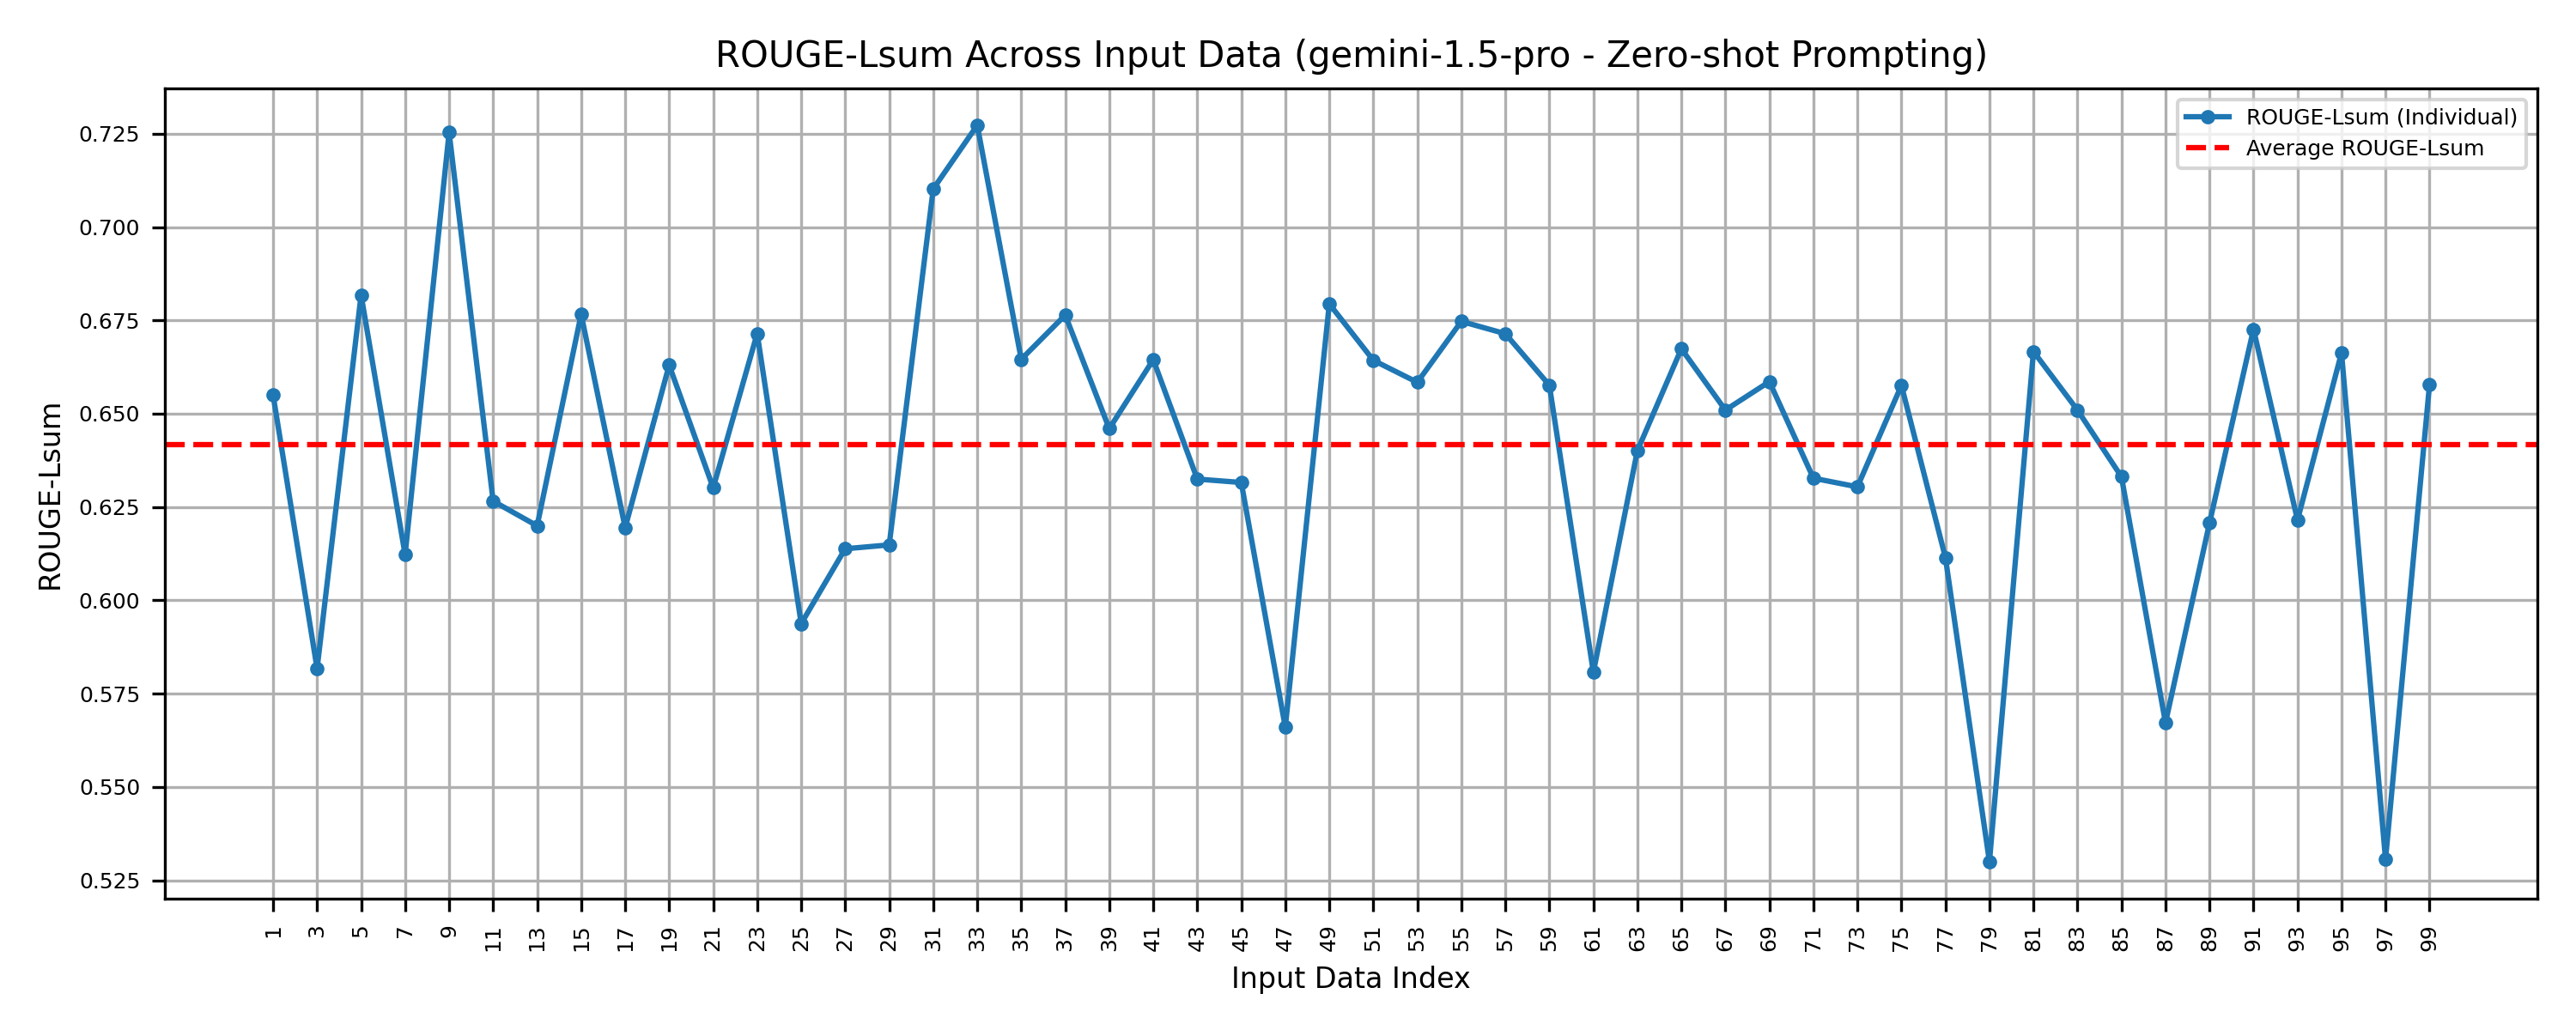 ROUGE-Lsum Across Input Data (gemini-1.5-pro - Zero-shot Prompting)
ROUGE-Lsum (Individual)
Average ROUGE-Lsum
ROUGE-Lsum
0.725
0.700
0.675
0.650
0.625
0.600
0.575
0.550
0.525
1 3 5 7 9 11 13 15 17 19 21 23 25 27 29 31 33 35 37 39 41 43 45 47 49 51 53 55 57 59 61 63 65 67 69 71 73 75 77 79 81 83 85 87 89 91 93 95 97 99
Input Data Index